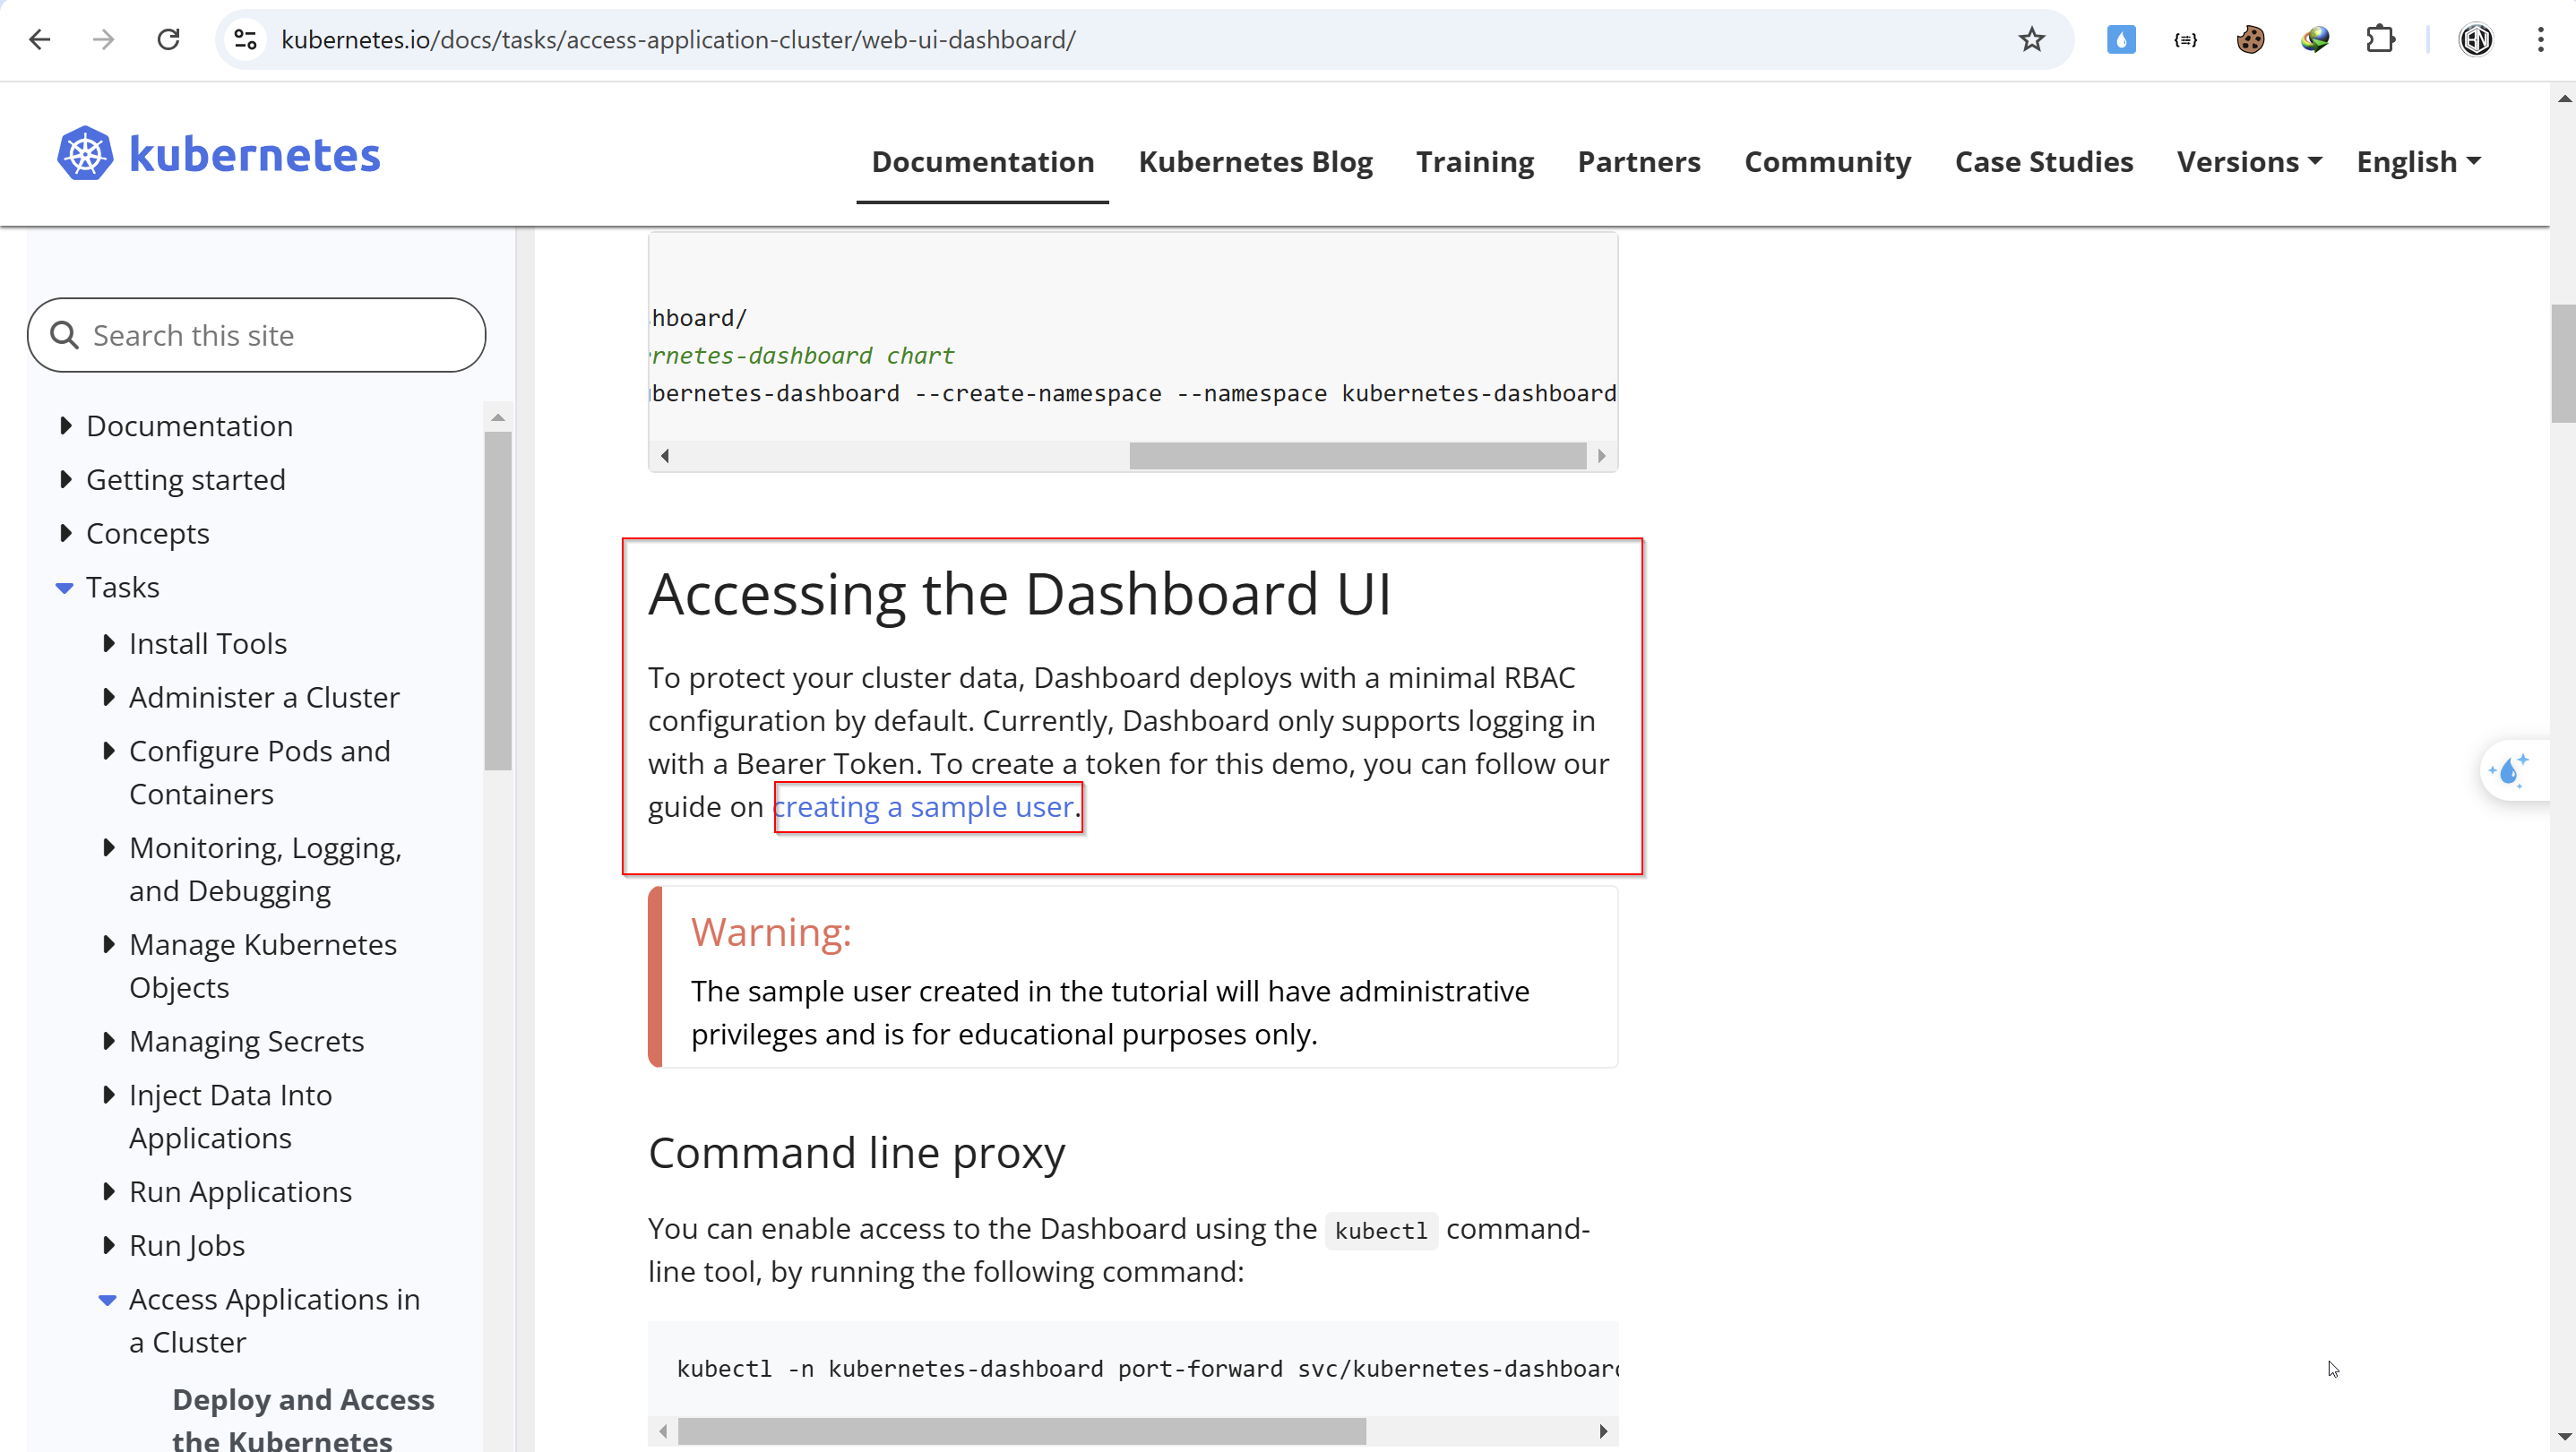 kubernetes.io/docs/tasks/access-application-cluster/web-ui-dashboard/
kubernetes
Documentation
Kubernetes Blog
Training
Partners
Community
Case Studies
Versions
English
Search this site
Documentation
Getting started
Concepts
Tasks
Install Tools
Administer a Cluster
Configure Pods and
Containers
Monitoring, Logging,
and Debugging
Manage Kubernetes
Objects
Managing Secrets
Inject Data Into
Applications
Run Applications
Run Jobs
Access Applications in
a Cluster
Deploy and Access
the Kubernetes
hboard/
rnetes-dashboard chart
bernetes-dashboard --create-namespace --namespace kubernetes-dashboard
Accessing the Dashboard UI
To protect your cluster data, Dashboard deploys with a minimal RBAC
configuration by default. Currently, Dashboard only supports logging in
with a Bearer Token. To create a token for this demo, you can follow our
guide on creating a sample user.
Warning:
The sample user created in the tutorial will have administrative
privileges and is for educational purposes only.
Command line proxy
You can enable access to the Dashboard using the kubectl command-
line tool, by running the following command:
kubectl -n kubernetes-dashboard port-forward svc/kubernetes-dashboard